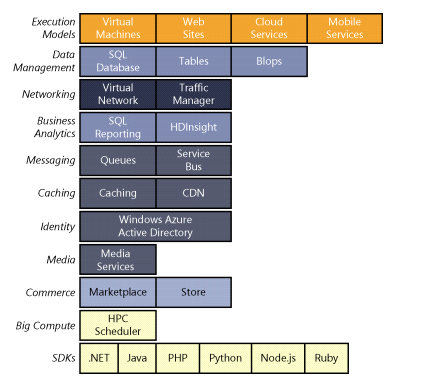 Execution Models
Virtual Machines
Web Sites
Cloud Services
Mobile Services
Data Management
SQL Database
Tables
Blops
Networking
Virtual Network
Traffic Manager
Business Analytics
SQL Reporting
HDInsight
Messaging
Queues
Service Bus
Caching
Caching
CDN
Identity
Windows Azure Active Directory
Media
Media Services
Commerce
Marketplace
Store
Big Compute
HPC Scheduler
SDKs
.NET
Java
PHP
Python
Node.js
Ruby